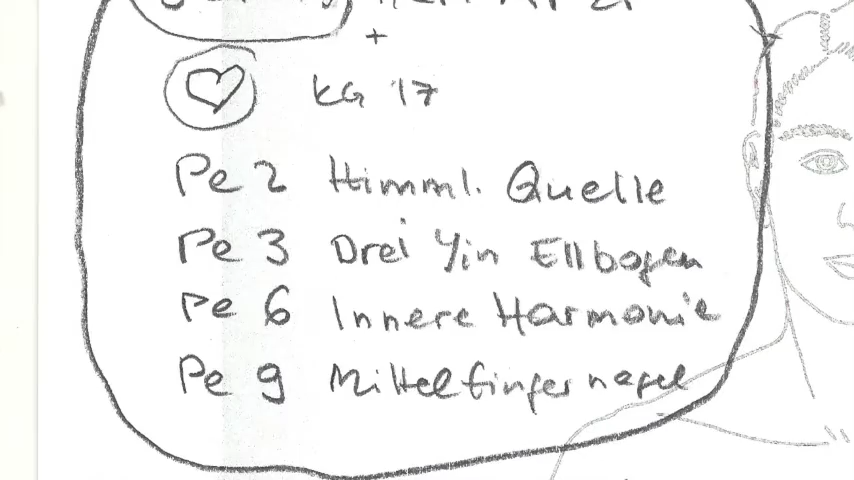 +
KG 17
Pe 2 Himml. Quelle
Pe 3 Drei Yin Ellbogen
Pe 6 Innere Harmonie
Pe 9 Mittelfingernagel